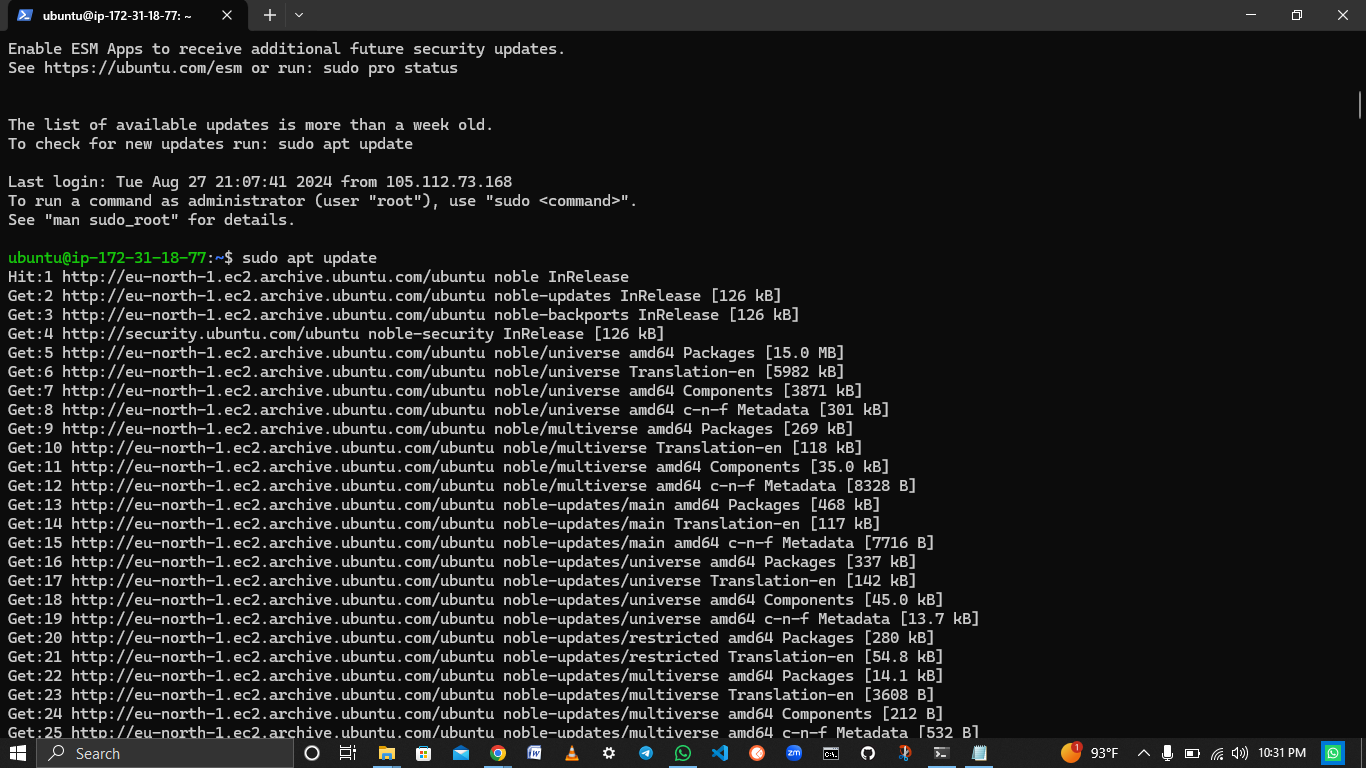 ubuntu@ip-172-31-18-77: ~
Enable ESM Apps to receive additional future security updates.
See https://ubuntu.com/esm or run: sudo pro status
The list of available updates is more than a week old.
To check for new updates run: sudo apt update
Last login: Tue Aug 27 21:07:41 2024 from 105.112.73.168
To run a command as administrator (user "root"), use "sudo <command>".
See "man sudo_root" for details.
ubuntu@ip-172-31-18-77:~$ sudo apt update
Hit:1 http://eu-north-1.ec2.archive.ubuntu.com/ubuntu noble InRelease
Get:2 http://eu-north-1.ec2.archive.ubuntu.com/ubuntu noble-updates InRelease [126 kB]
Get:3 http://eu-north-1.ec2.archive.ubuntu.com/ubuntu noble-backports InRelease [126 kB]
Get:4 http://security.ubuntu.com/ubuntu noble-security InRelease [126 kB]
Get:5 http://eu-north-1.ec2.archive.ubuntu.com/ubuntu noble/universe amd64 Packages [15.0 MB]
Get:6 http://eu-north-1.ec2.archive.ubuntu.com/ubuntu noble/universe Translation-en [5982 kB]
Get:7 http://eu-north-1.ec2.archive.ubuntu.com/ubuntu noble/universe amd64 Components [3871 kB]
Get:8 http://eu-north-1.ec2.archive.ubuntu.com/ubuntu noble/universe amd64 c-n-f Metadata [301 kB]
Get:9 http://eu-north-1.ec2.archive.ubuntu.com/ubuntu noble/multiverse amd64 Packages [269 kB]
Get:10 http://eu-north-1.ec2.archive.ubuntu.com/ubuntu noble/multiverse Translation-en [118 kB]
Get:11 http://eu-north-1.ec2.archive.ubuntu.com/ubuntu noble/multiverse amd64 Components [35.0 kB]
Get:12 http://eu-north-1.ec2.archive.ubuntu.com/ubuntu noble/multiverse amd64 c-n-f Metadata [8328 B]
Get:13 http://eu-north-1.ec2.archive.ubuntu.com/ubuntu noble-updates/main amd64 Packages [468 kB]
Get:14 http://eu-north-1.ec2.archive.ubuntu.com/ubuntu noble-updates/main Translation-en [117 kB]
Get:15 http://eu-north-1.ec2.archive.ubuntu.com/ubuntu noble-updates/main amd64 c-n-f Metadata [7716 B]
Get:16 http://eu-north-1.ec2.archive.ubuntu.com/ubuntu noble-updates/universe amd64 Packages [337 kB]
Get:17 http://eu-north-1.ec2.archive.ubuntu.com/ubuntu noble-updates/universe Translation-en [142 kB]
Get:18 http://eu-north-1.ec2.archive.ubuntu.com/ubuntu noble-updates/universe amd64 Components [45.0 kB]
Get:19 http://eu-north-1.ec2.archive.ubuntu.com/ubuntu noble-updates/universe amd64 c-n-f Metadata [13.7 kB]
Get:20 http://eu-north-1.ec2.archive.ubuntu.com/ubuntu noble-updates/restricted amd64 Packages [280 kB]
Get:21 http://eu-north-1.ec2.archive.ubuntu.com/ubuntu noble-updates/restricted Translation-en [54.8 kB]
Get:22 http://eu-north-1.ec2.archive.ubuntu.com/ubuntu noble-updates/multiverse amd64 Packages [14.1 kB]
Get:23 http://eu-north-1.ec2.archive.ubuntu.com/ubuntu noble-updates/multiverse Translation-en [3608 B]
Get:24 http://eu-north-1.ec2.archive.ubuntu.com/ubuntu noble-updates/multiverse amd64 Components [212 B]
Get:25 http://eu-north-1.ec2.archive.ubuntu.com/ubuntu noble-updates/multiverse amd64 c-n-f Metadata [532 B]
Search
zm
C:\.
1
93°F
10:31 PM